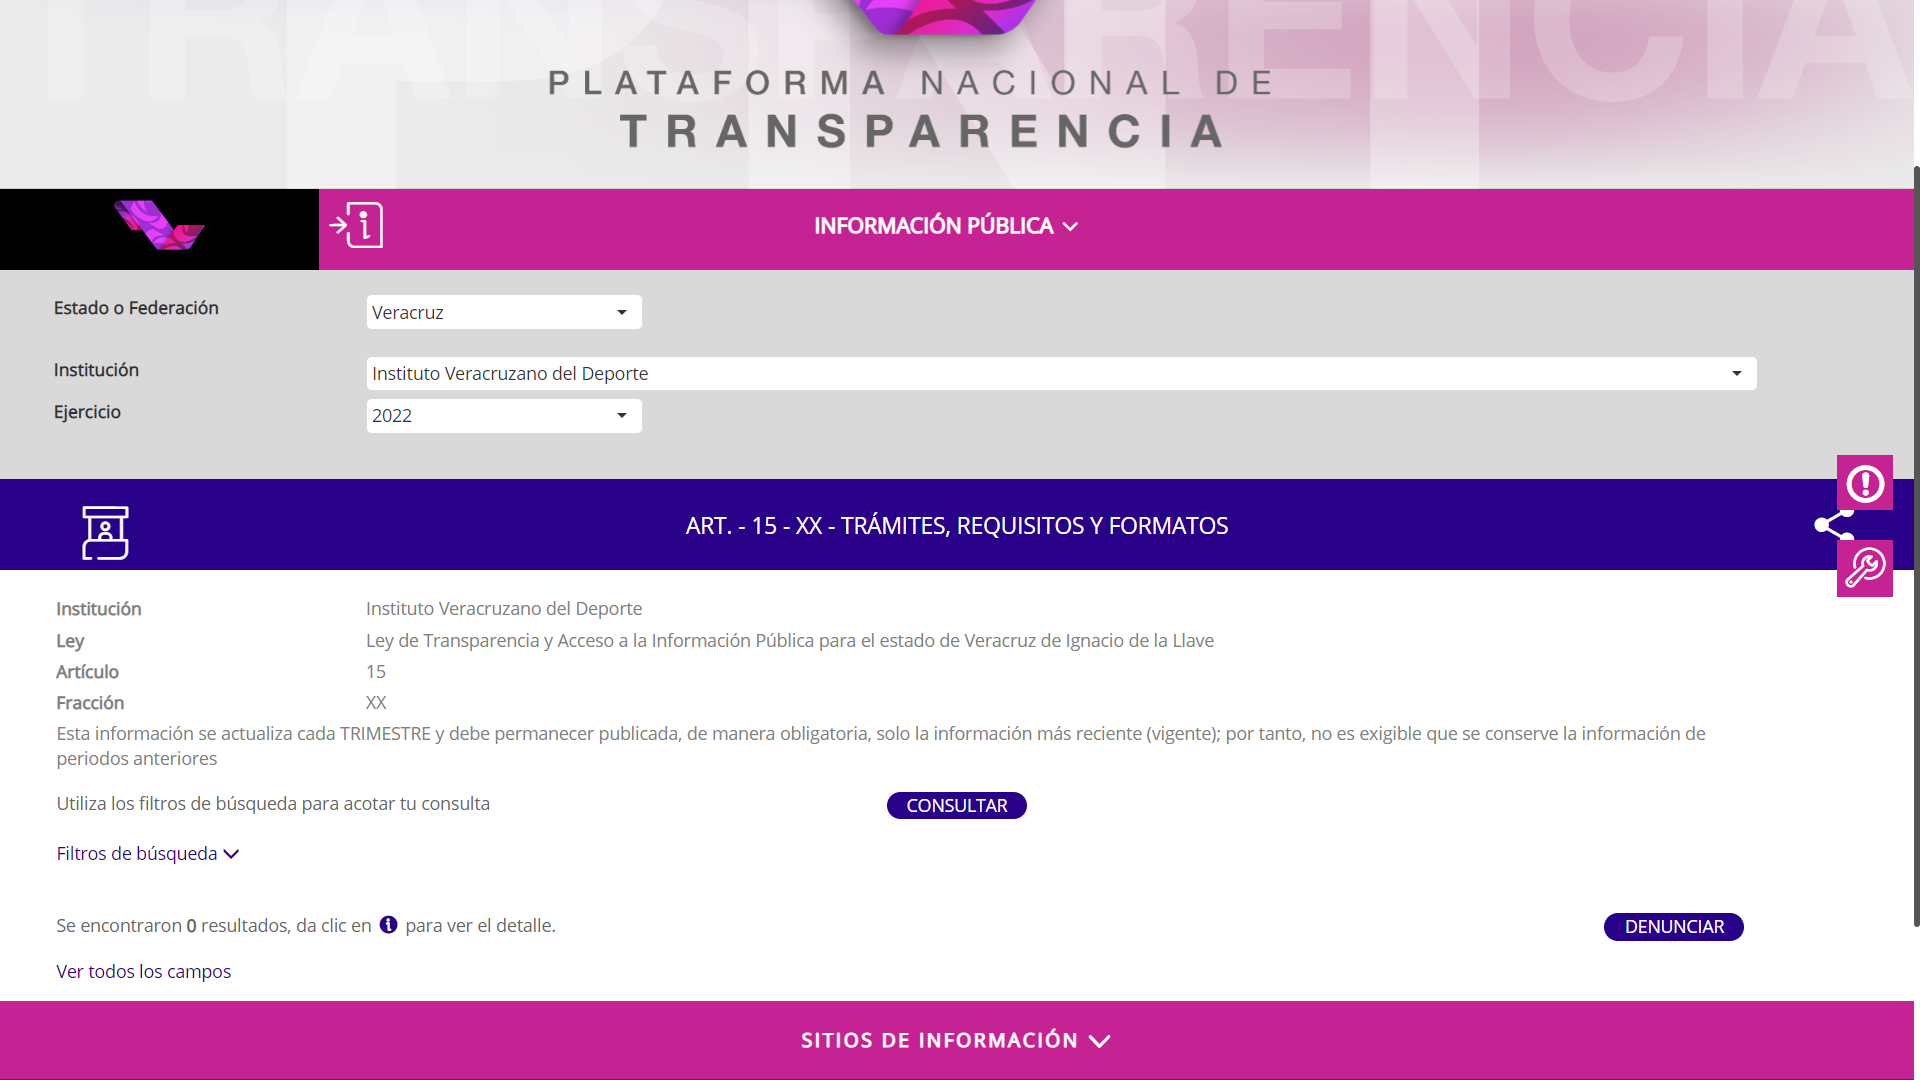 TRANSPARENCIA
PLATAFORMA NACIONAL DE
TRANSPARENCIA
INFORMACIÓN PÚBLICA
Estado o Federación
Veracruz
Institución
Instituto Veracruzano del Deporte
Ejercicio
2022
ART. - 15 - XX - TRÁMITES, REQUISITOS Y FORMATOS
Institución Instituto Veracruzano del Deporte
Ley Ley de Transparencia y Acceso a la Información Pública para el estado de Veracruz de Ignacio de la Llave
Artículo 15
Fracción XX
Esta información se actualiza cada TRIMESTRE y debe permanecer publicada, de manera obligatoria, solo la información más reciente (vigente); por tanto, no es exigible que se conserve la información de
periodos anteriores
Utiliza los filtros de búsqueda para acotar tu consulta
CONSULTAR
Filtros de búsqueda
Se encontraron 0 resultados, da clic en i para ver el detalle.
DENUNCIAR
Ver todos los campos
SITIOS DE INFORMACIÓN